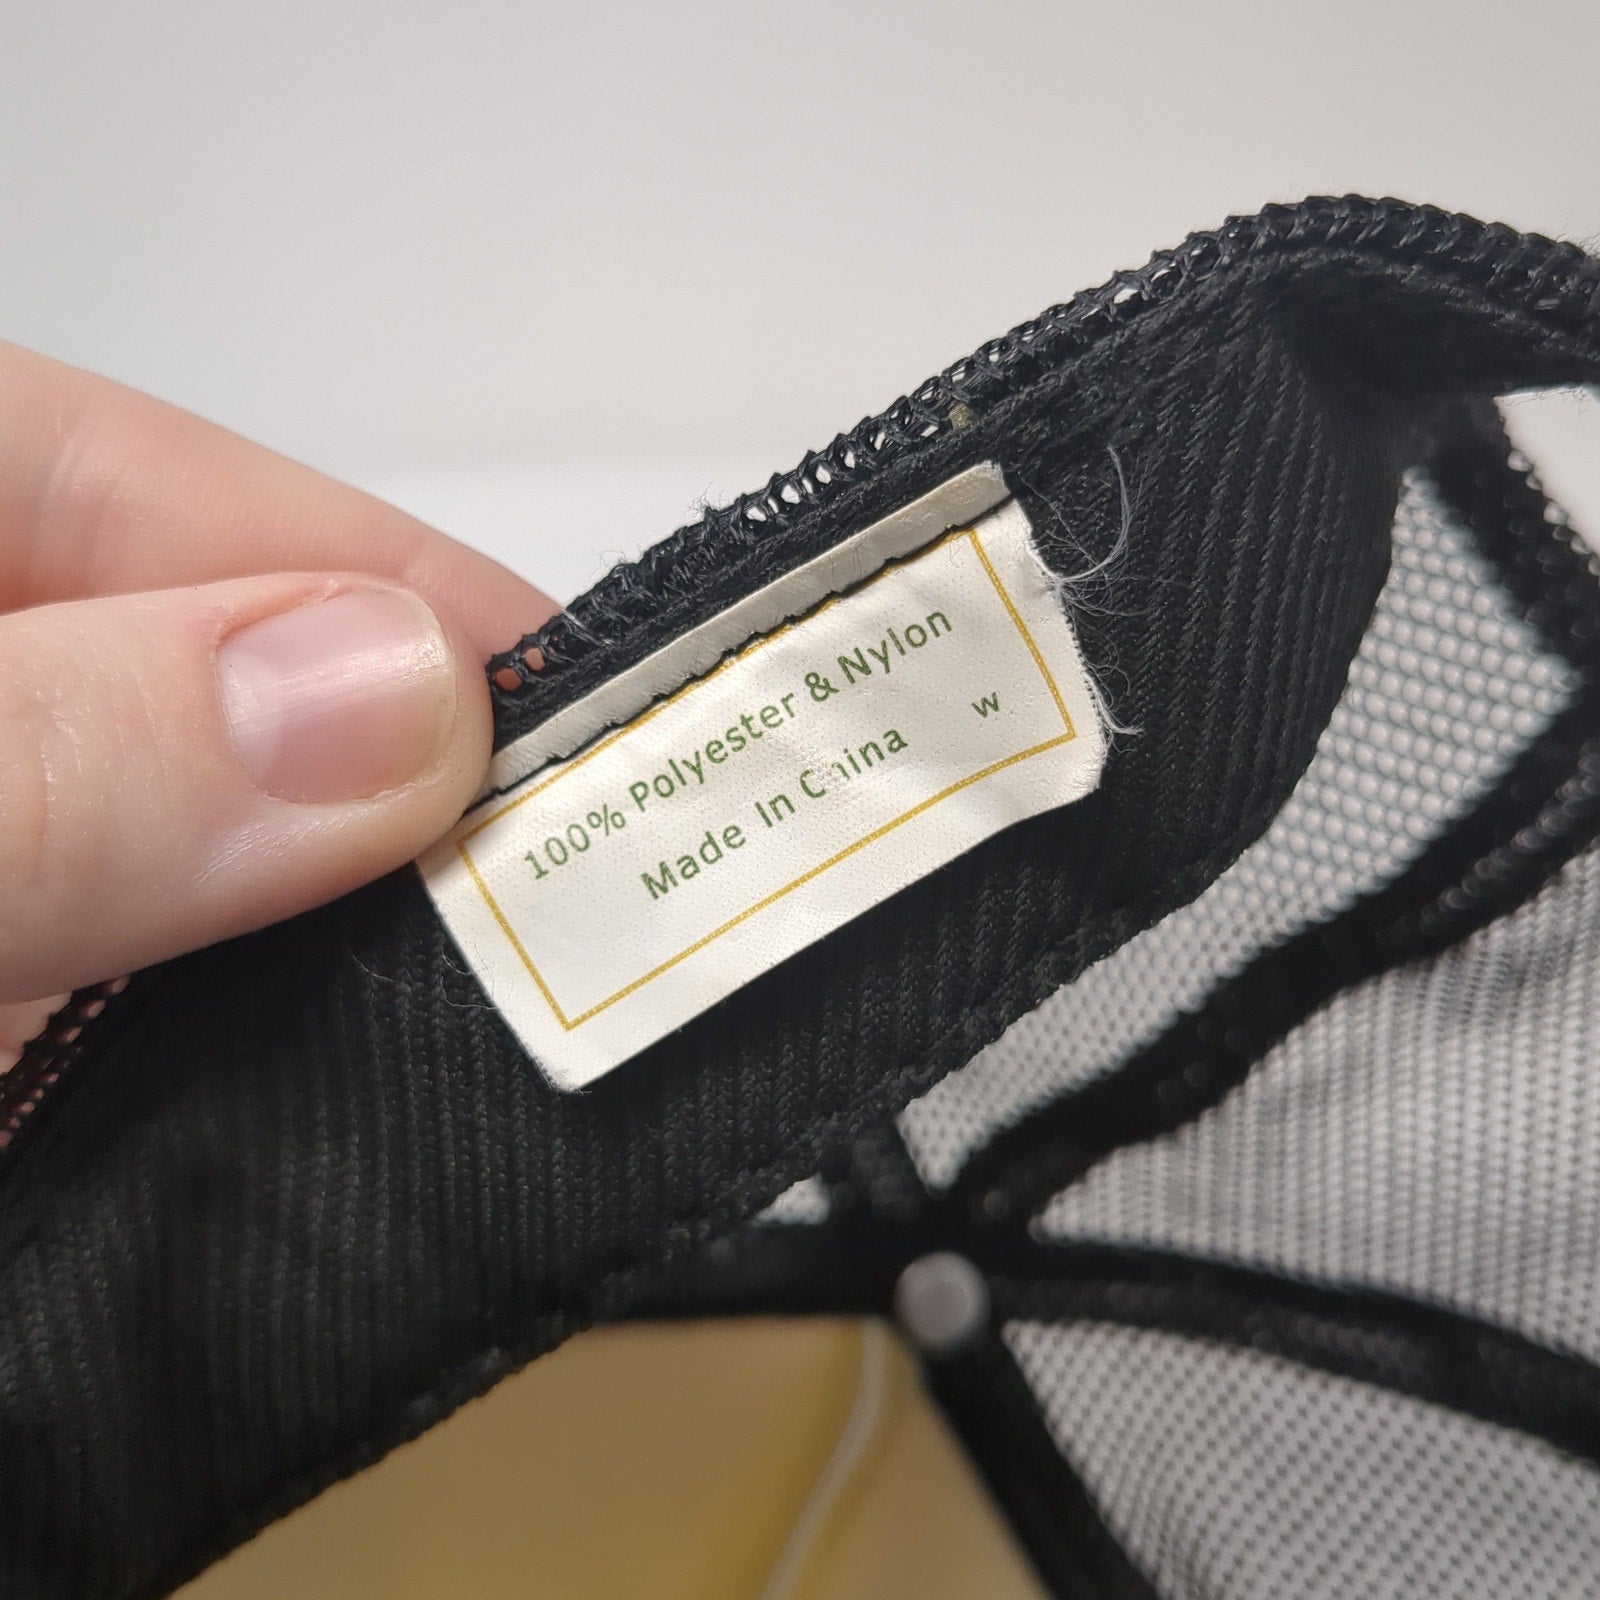 100% Polyester & Nylon
Made In China W